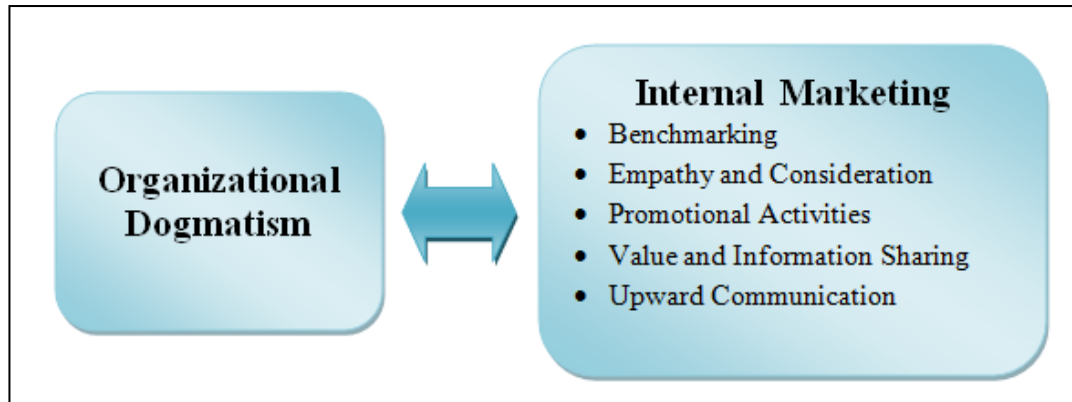 Organizational
Dogmatism
Internal Marketing
• Benchmarking
• Empathy and Consideration
• Promotional Activities
• Value and Information Sharing
• Upward Communication